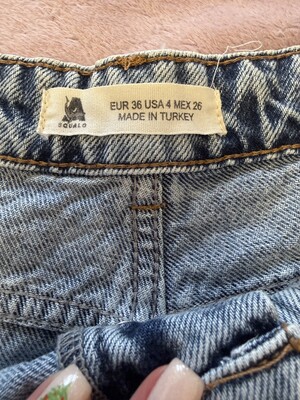 SQUALO
EUR 36 USA 4 MEX 26
MADE IN TURKEY